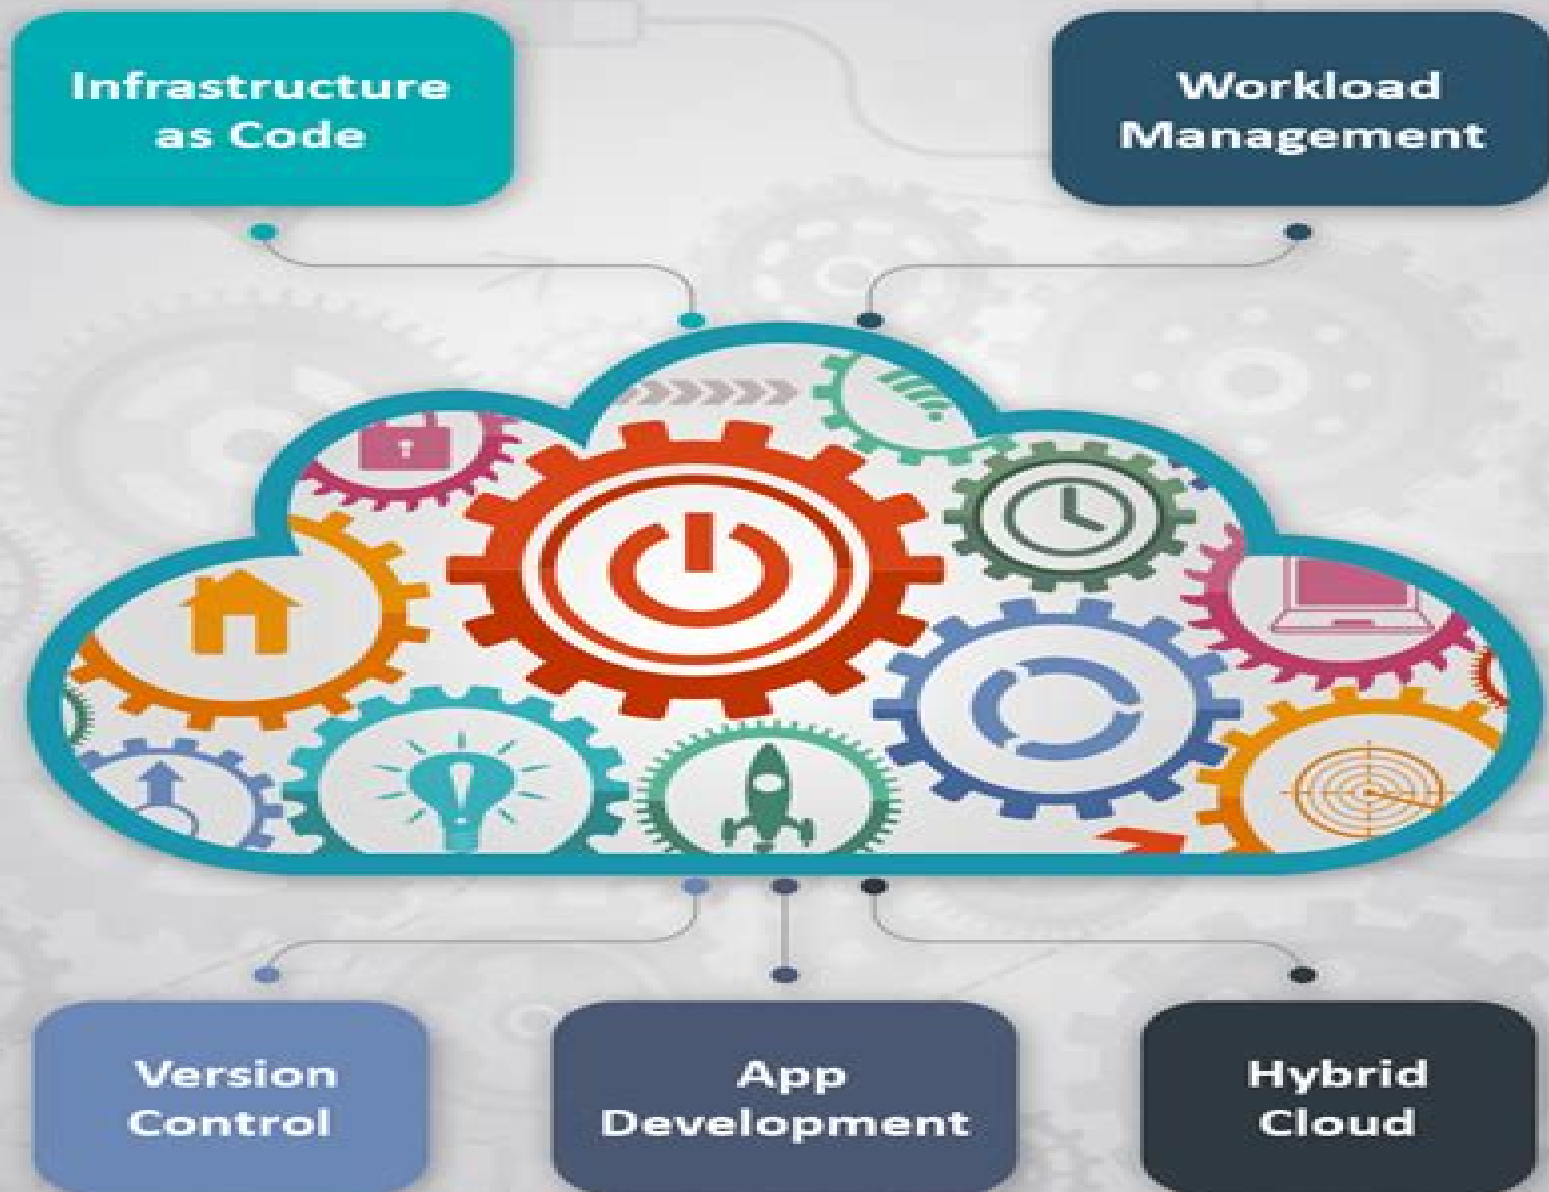 Infrastructure
as Code
Workload
Management
Version
Control
App
Development
Hybrid
Cloud